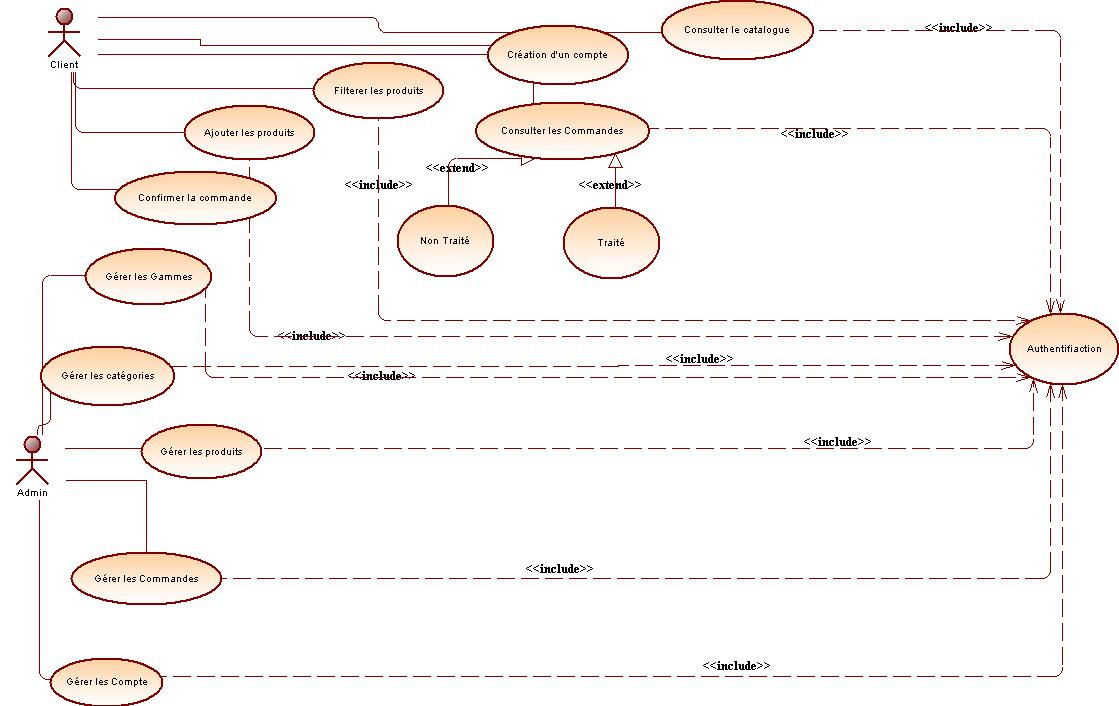 Client
Consulter le catalogue
<<include>>
Création d'un compte
Filterer les produits
Ajouter les produits
Consulter les Commandes
<<include>>
<<extend>>
<<include>>
<<extend>>
Confirmer la commande
Non Traité
Traité
Gérer les Gammes
<<include>>
Authentifiaction
<<include>>
Gérer les catégories
<<include>>
<<include>>
Gérer les produits
Admin
<<include>>
Gérer les Commandes
<<include>>
Gérer les Compte